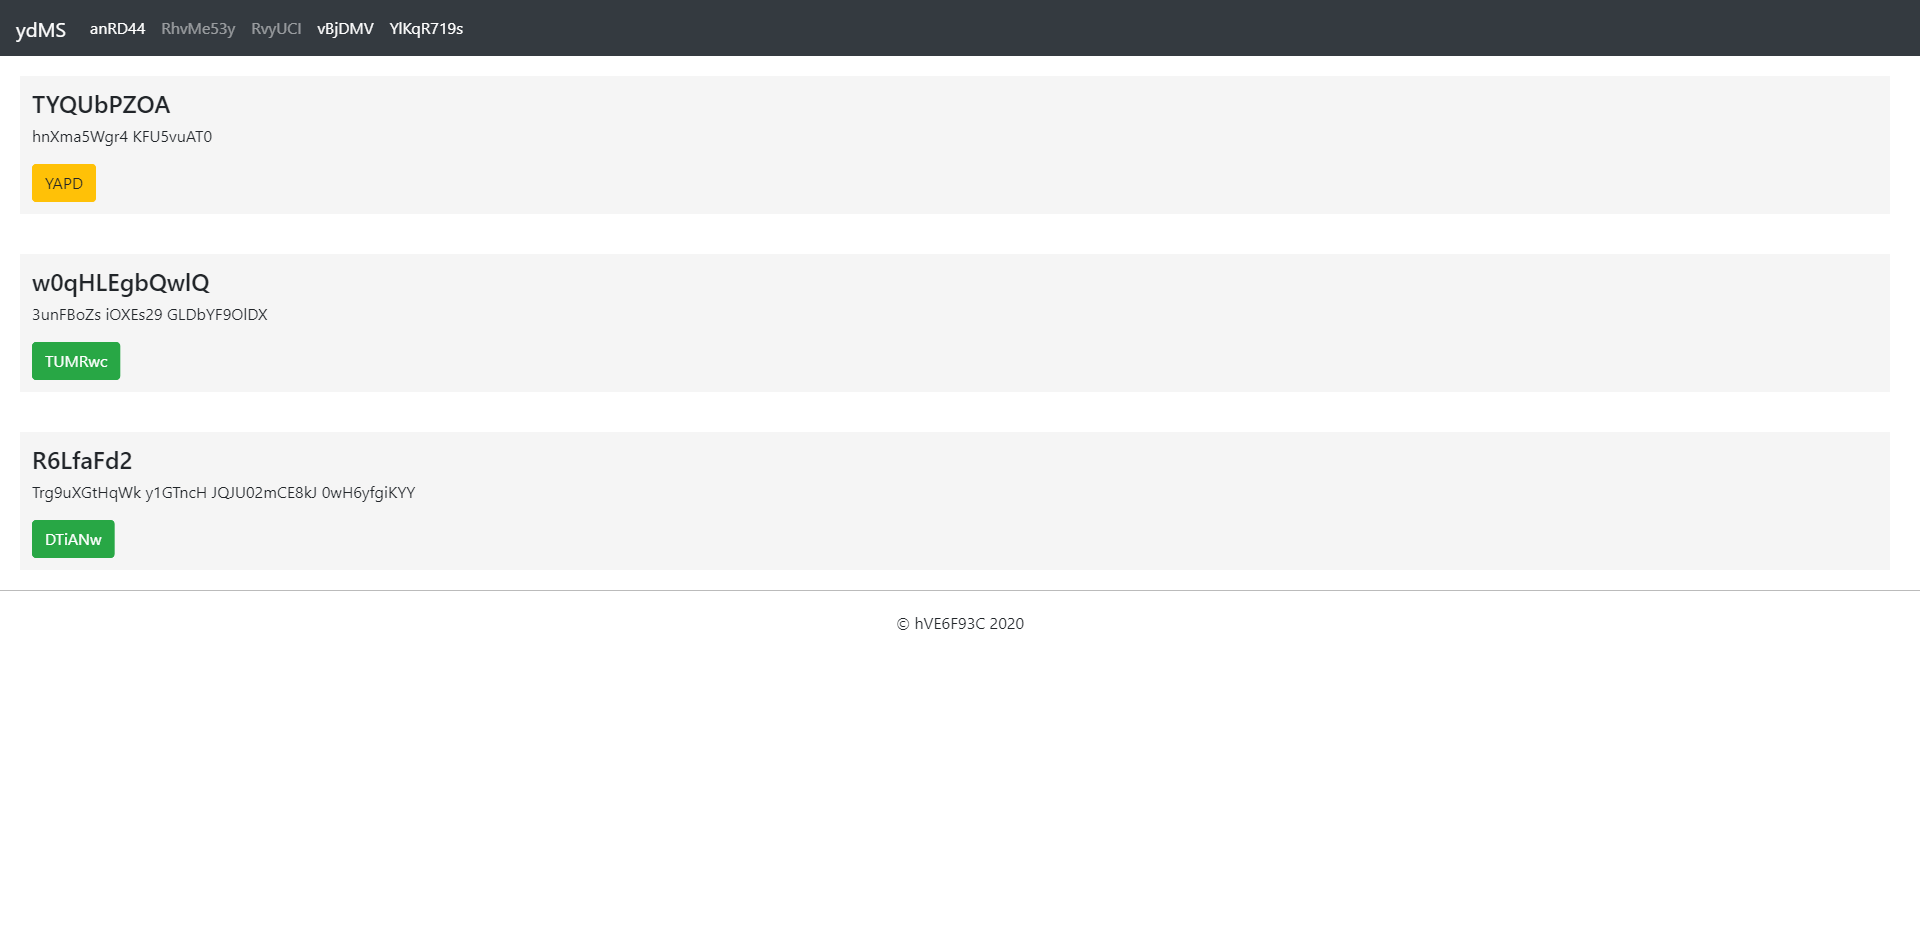 ydMS anRD44 RhvMe53y RvyUCI vBjDMV YlKqR719s
TYQUbPZOA
hnXma5Wgr4 KFU5vuAT0
YAPD
w0qHLEgbQwlQ
3unFBoZs iOXEs29 GLDbYF9OlDX
TUMRwc
R6LfaFd2
Trg9uXGtHqWk y1GTncH JQJU02mCE8kJ 0wH6yfgiKYY
DTiANw
© hVE6F93C 2020